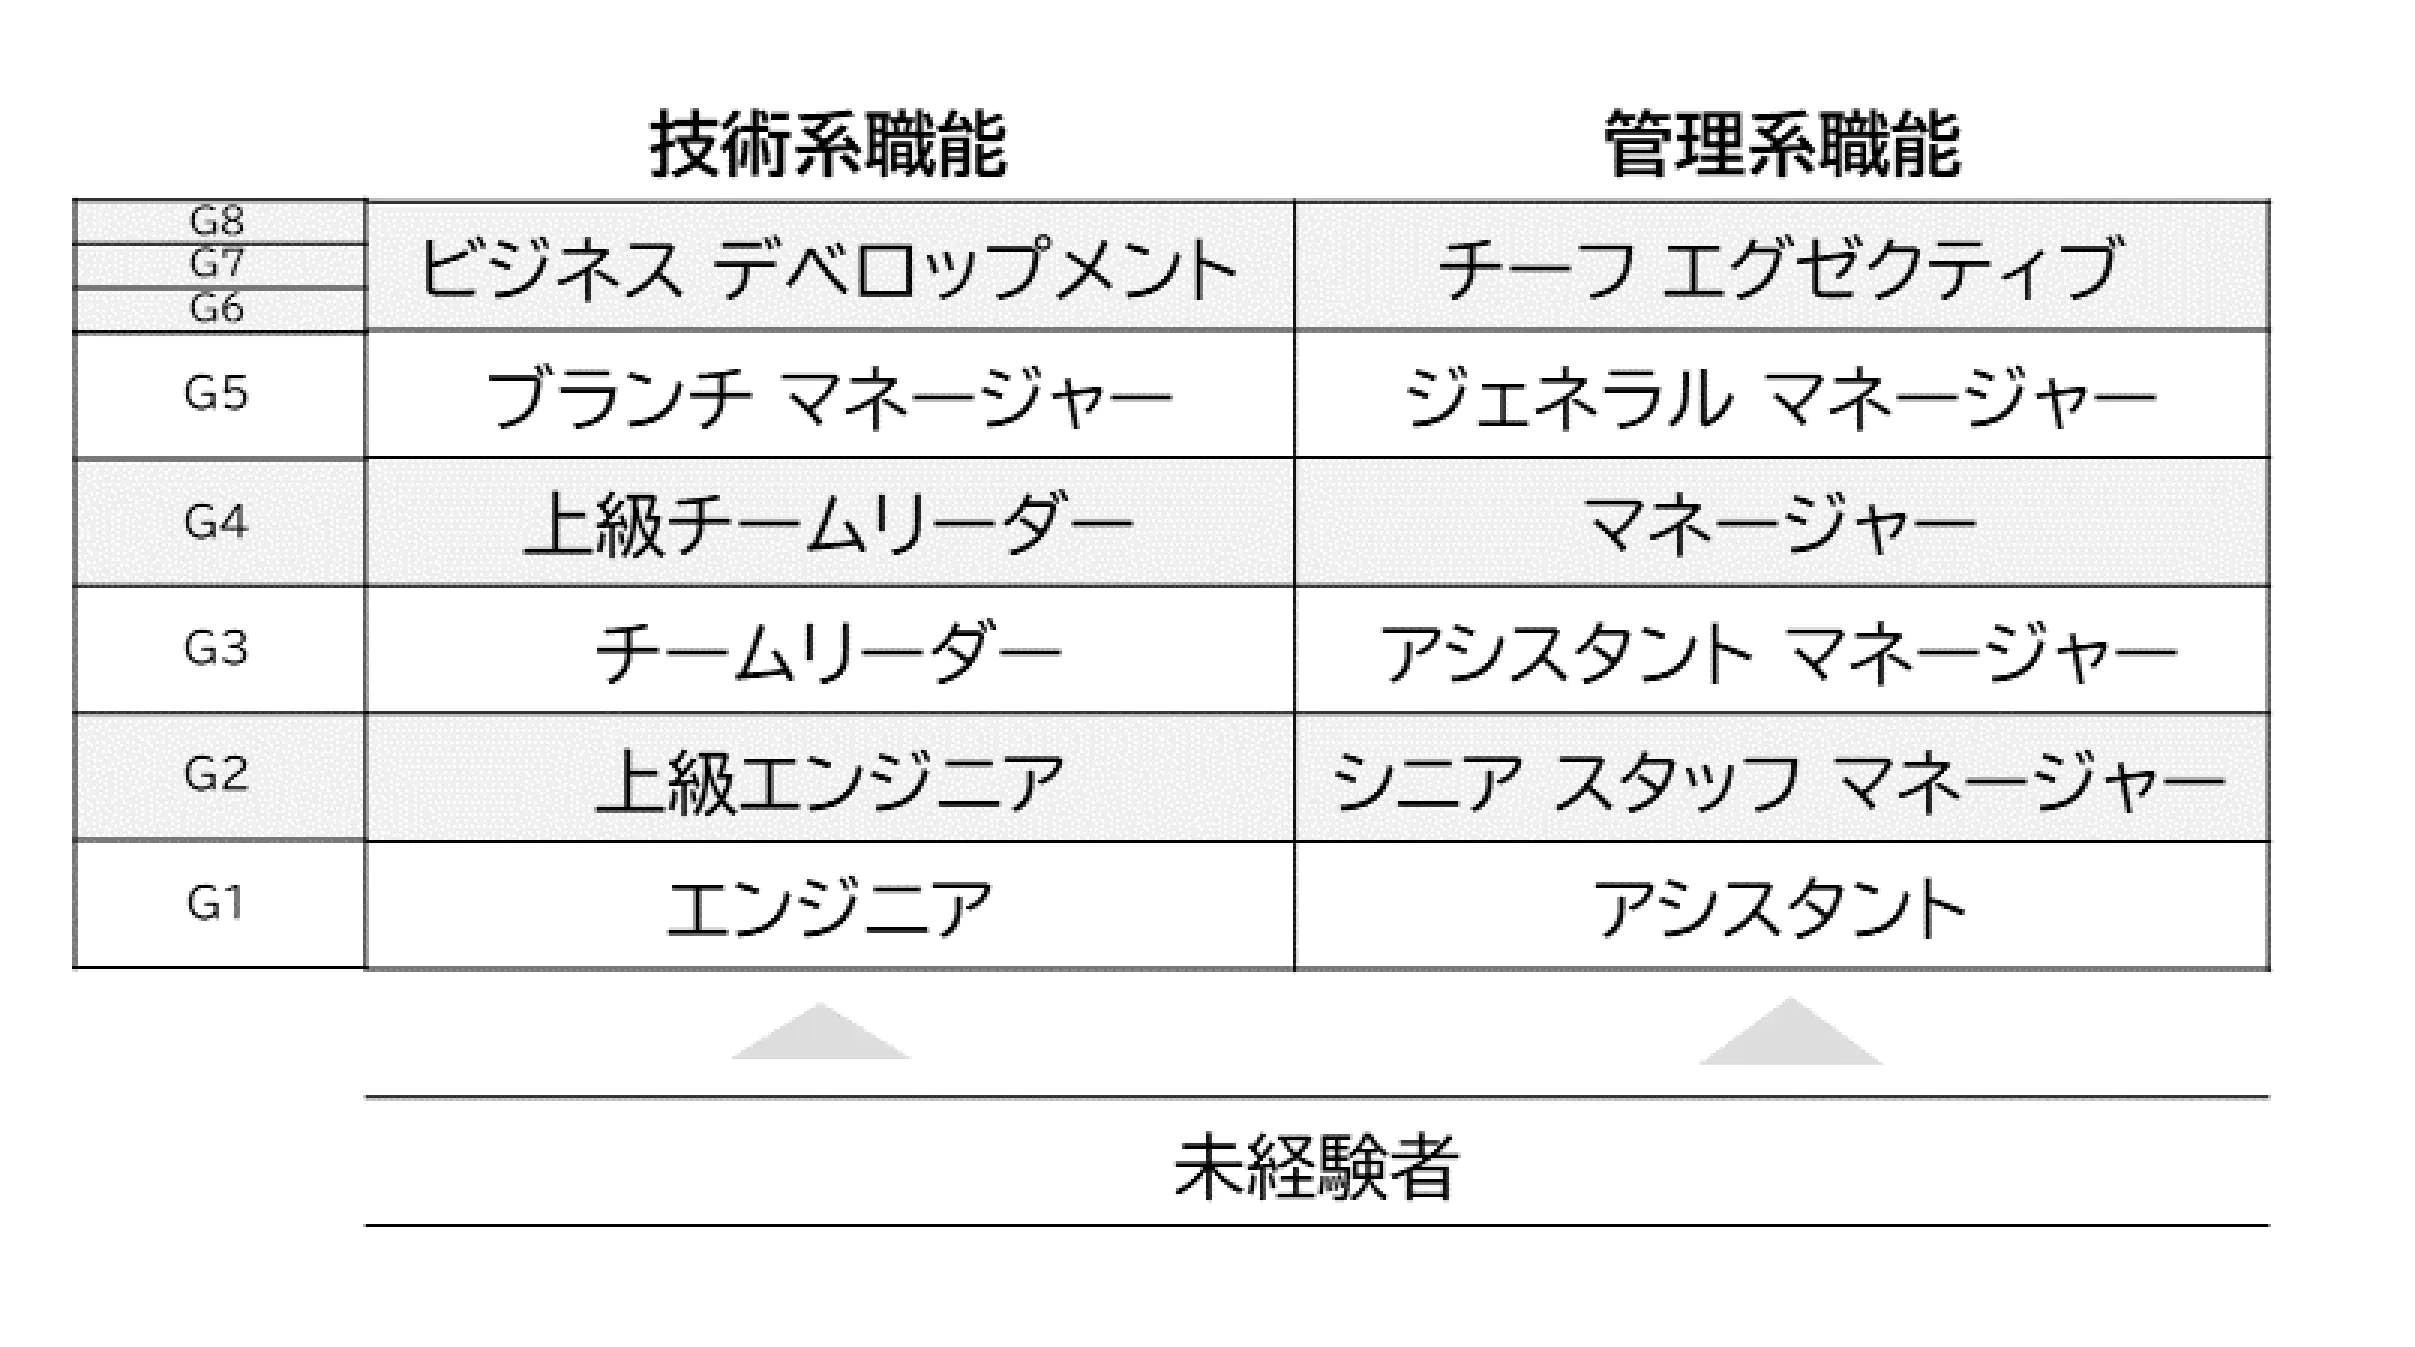 技術系職能 管理系職能
G8
G7 ビジネス デベロップメント チーフ エグゼクティブ
G6
G5 ブランチ マネージャー ジェネラル マネージャー
G4 上級チームリーダー マネージャー
G3 チームリーダー アシスタント マネージャー
G2 上級エンジニア シニア スタッフ マネージャー
G1 エンジニア アシスタント
未経験者